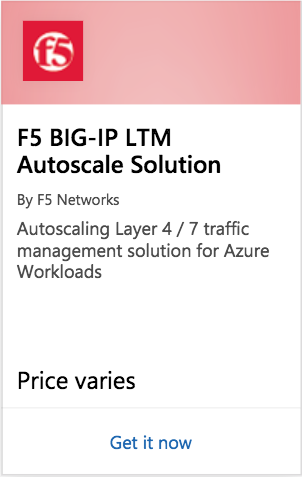 f5
F5 BIG-IP LTM
Autoscale Solution
By F5 Networks
Autoscaling Layer 4 / 7 traffic
management solution for Azure
Workloads
Price varies
Get it now